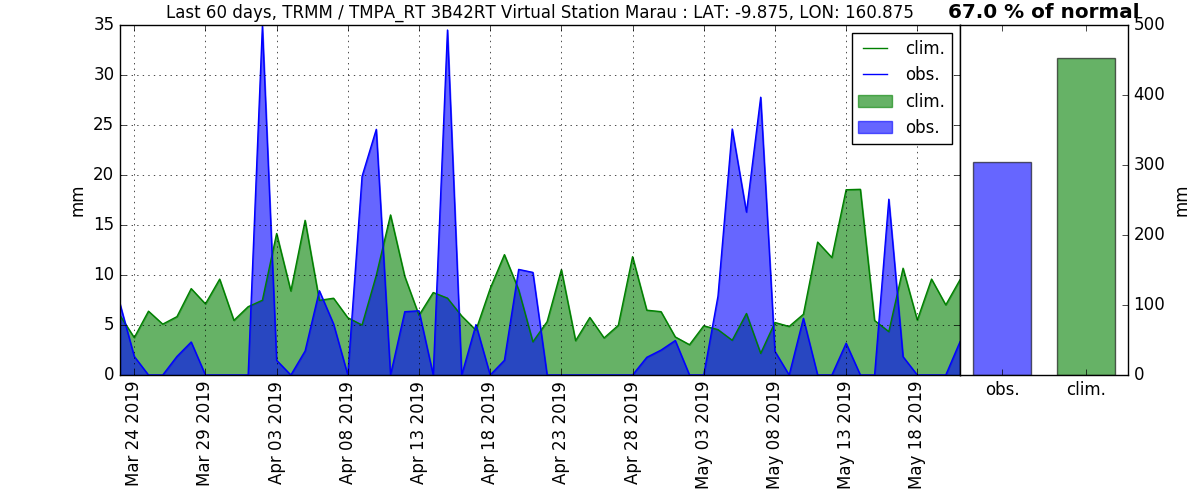 Last 60 days, TRMM / TMPA_RT 3B42RT Virtual Station Marau : LAT: -9.875, LON: 160.875
67.0 % of normal
35
30
25
20
15
10
5
0
mm
clim.
obs.
clim.
obs.
Mar 24 2019
Mar 29 2019
Apr 03 2019
Apr 08 2019
Apr 13 2019
Apr 18 2019
Apr 23 2019
Apr 28 2019
May 03 2019
May 08 2019
May 13 2019
May 18 2019
500
400
300
200
100
0
mm
obs.
clim.